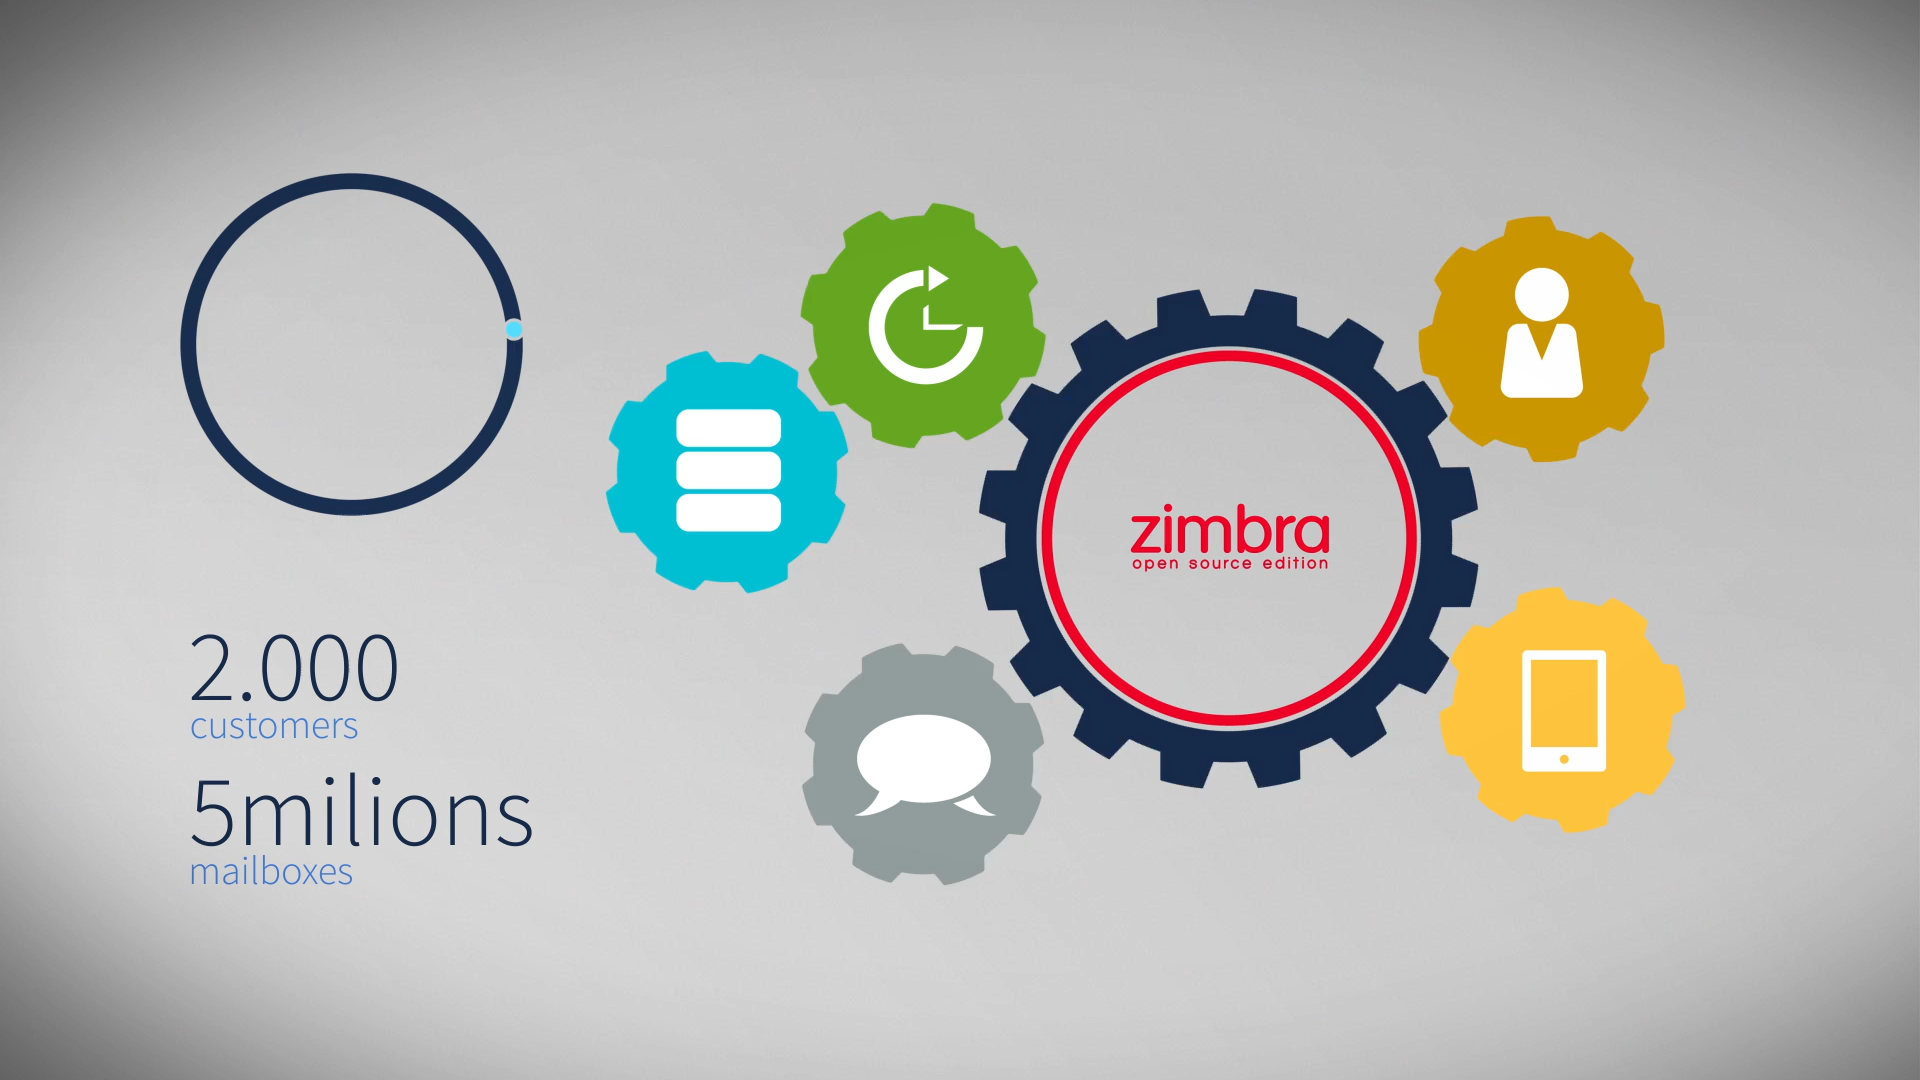 2.000
customers
5milions
mailboxes
zimbra
open source edition